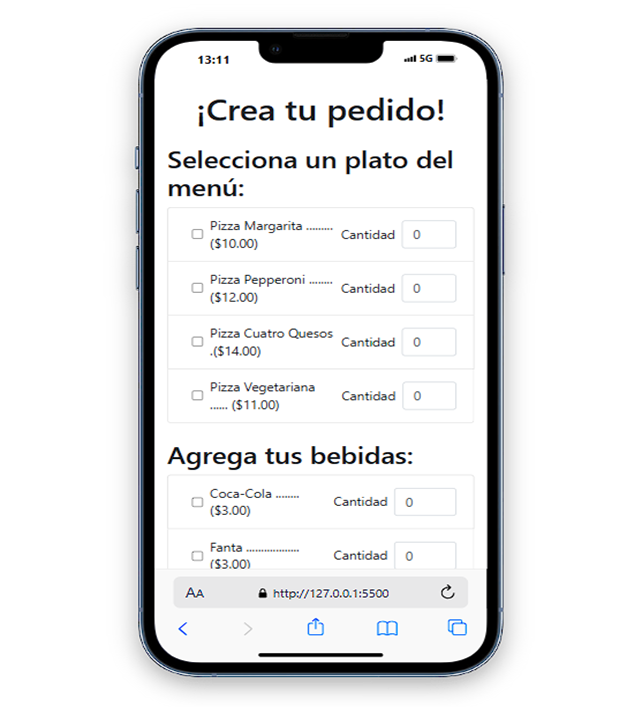 13:11 5G
¡Crea tu pedido!
Selecciona un plato del
menú:
Pizza Margarita .........
($10.00) Cantidad 0
Pizza Pepperoni ........
($12.00) Cantidad 0
Pizza Cuatro Quesos
.($14.00) Cantidad 0
Pizza Vegetariana
...... ($11.00) Cantidad 0
Agrega tus bebidas:
Coca-Cola ........
($3.00) Cantidad 0
Fanta ..................
($3.00) Cantidad 0
AA http://127.0.0.1:5500